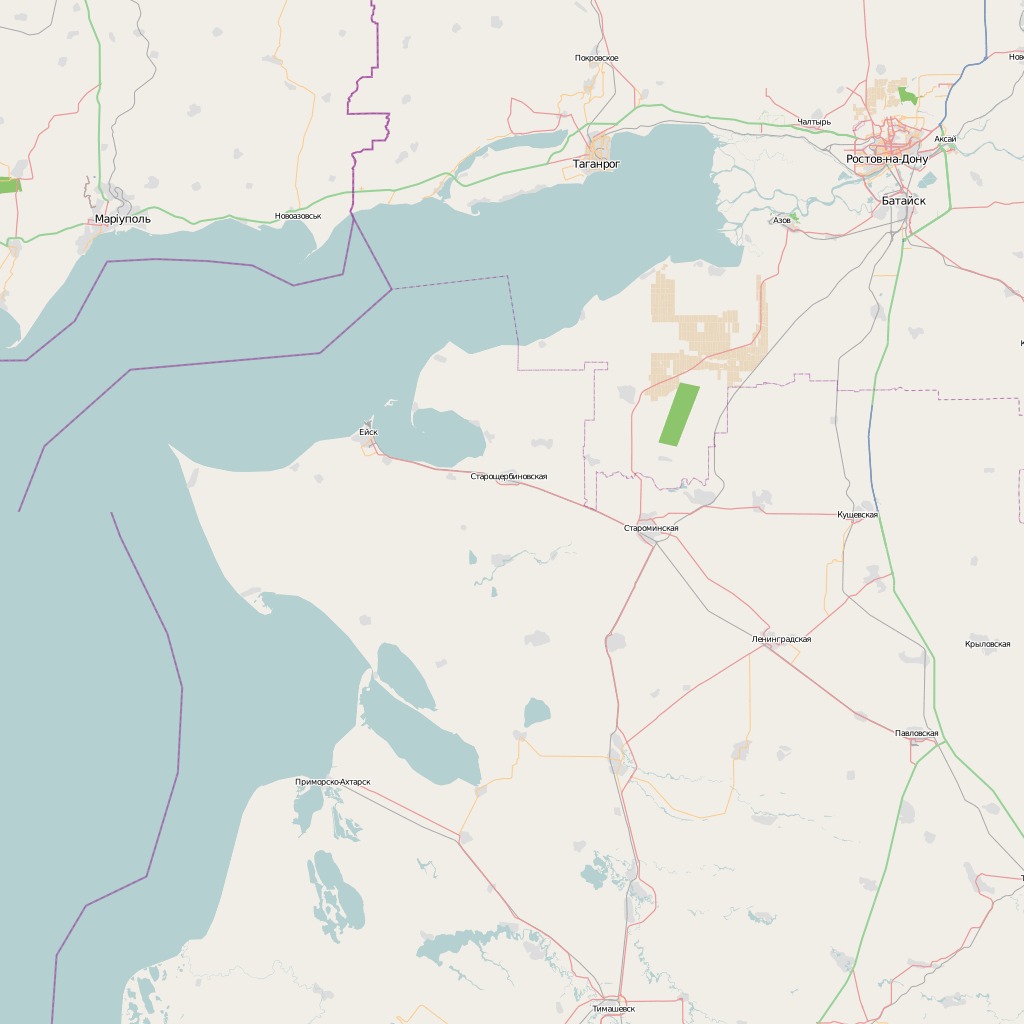 Покровское
Ново
Чалтырь
Аксай
Ростов-на-Дону
Таганрог
Батайск
Новоазовськ
Маріуполь
Азов
Ейск
Старощербиновская
Кущевская
Староминская
Ленинградская
Крыловская
Павловская
Приморско-Ахтарск
Тимашевск